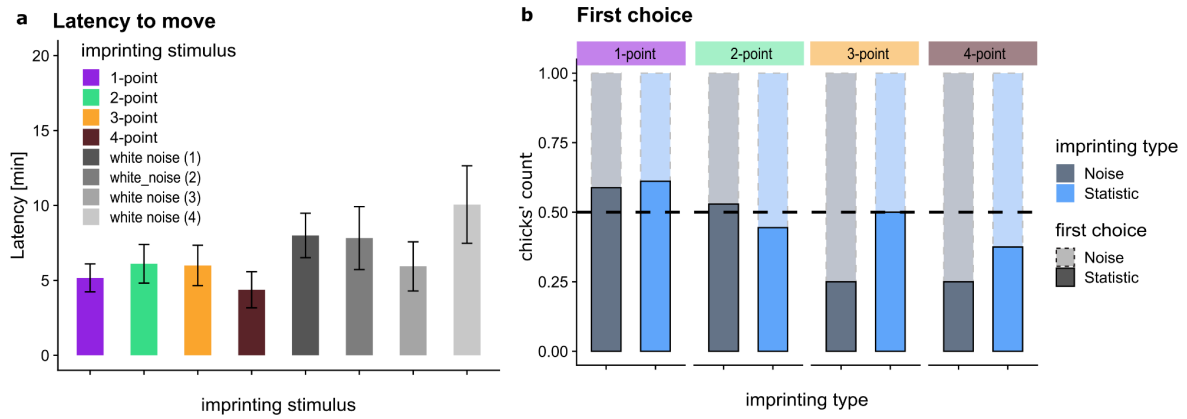 a Latency to move
20
15
10
5
0
Latency [min]
imprinting stimulus
1-point
2-point
3-point
4-point
white noise (1)
white_noise (2)
white noise (3)
white noise (4)
imprinting stimulus
b First choice
1-point 2-point 3-point 4-point
1.00
0.75
0.50
0.25
0.00
chicks' count
imprinting type
imprinting type
Noise
Statistic
first choice
Noise
Statistic